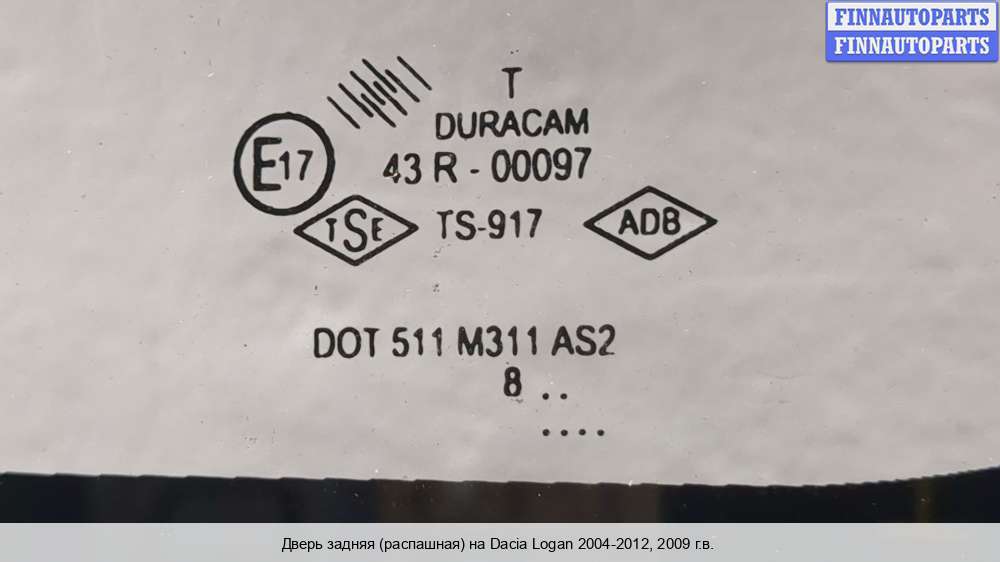 FINNAUTOPARTS
FINNAUTOPARTS
T
DURACAM
E17
43 R - 00097
TSE
TS-917
ADB
DOT 511 M311 AS2
8 ..
....
Дверь задняя (распашная) на Dacia Logan 2004-2012, 2009 г.в.